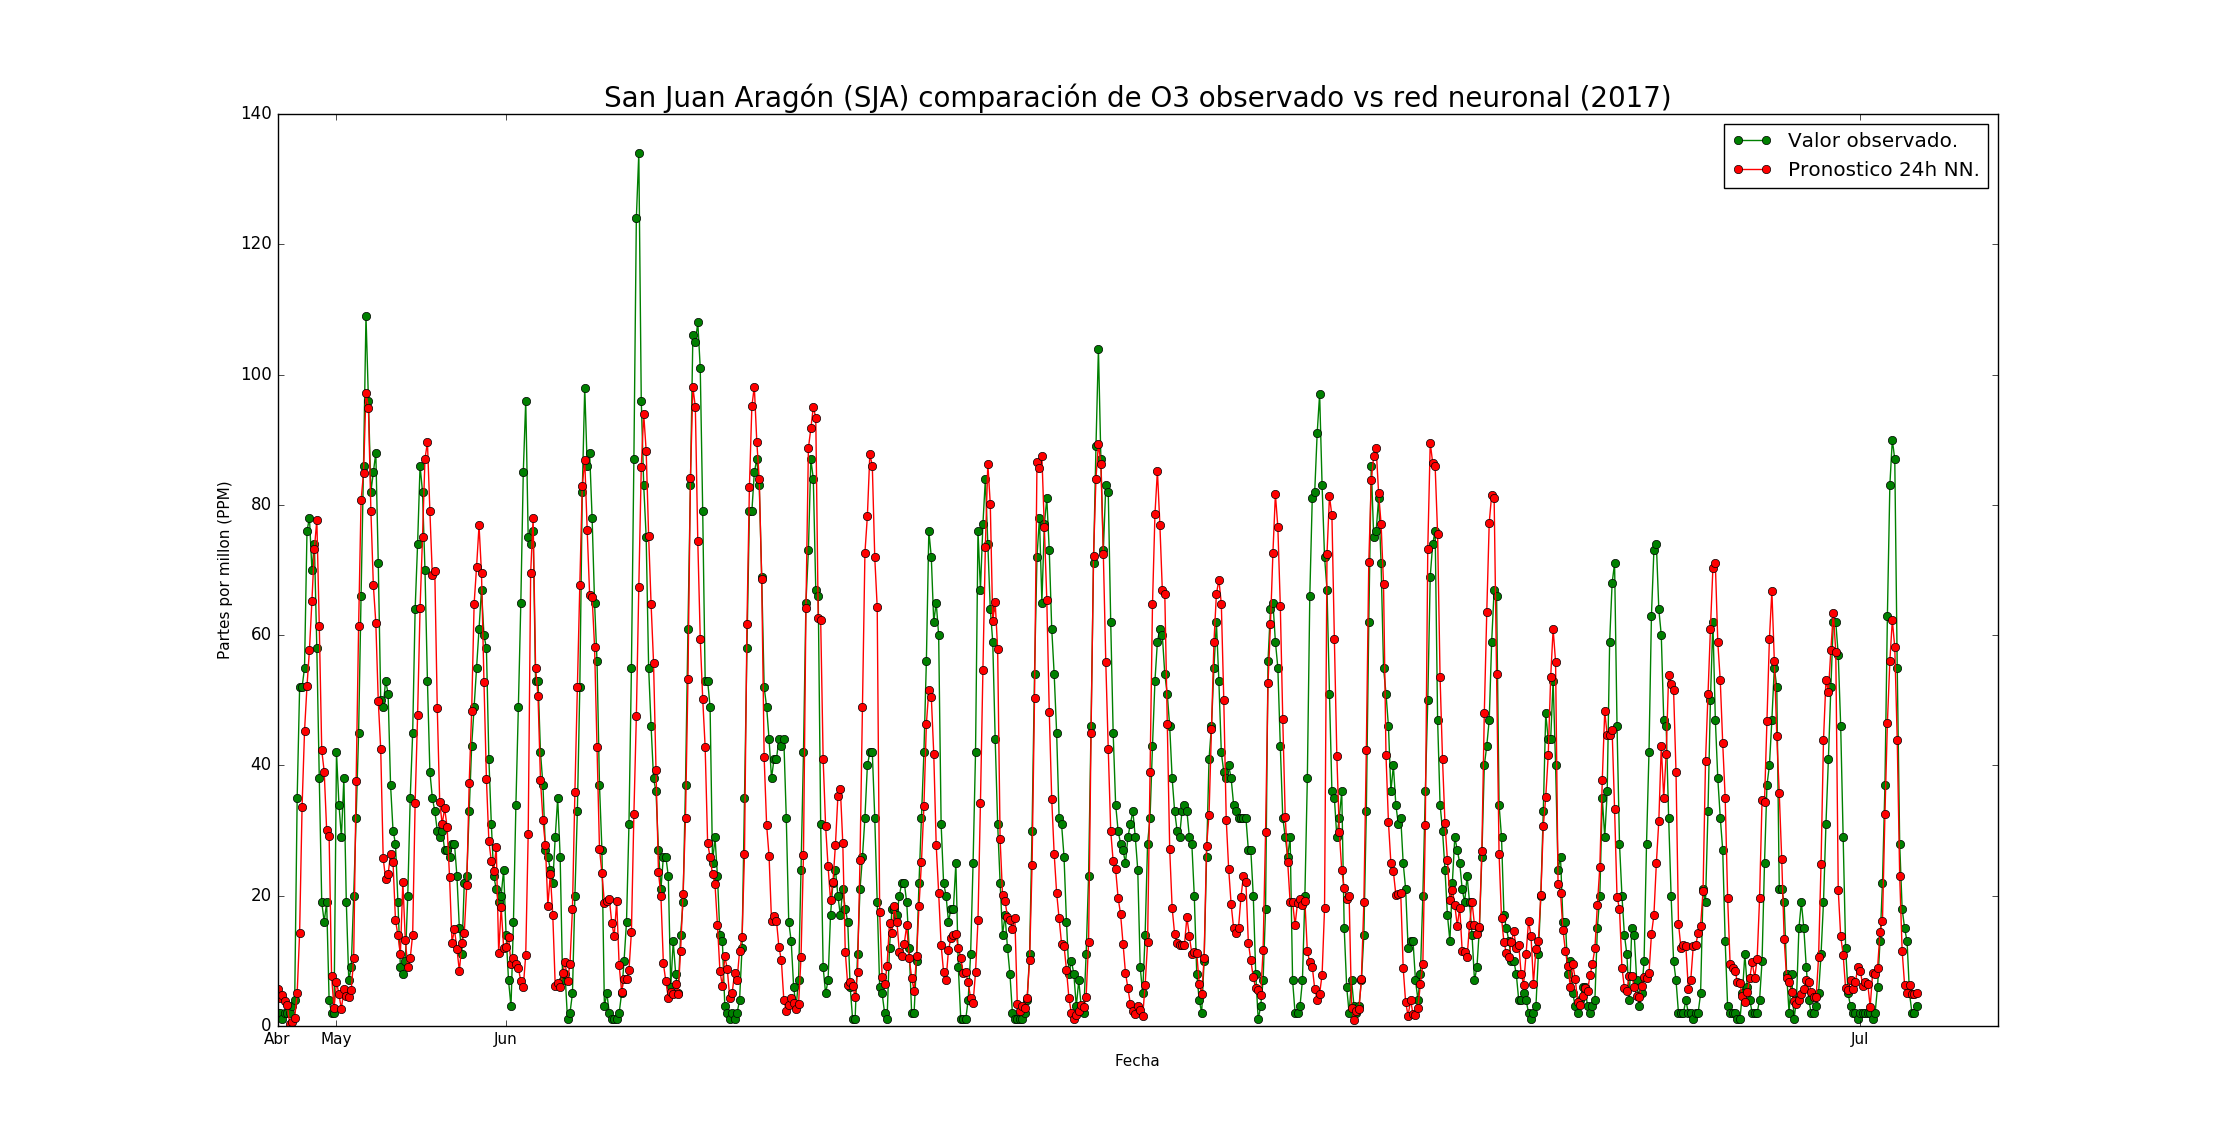 San Juan Aragón (SJA) comparación de O3 observado vs red neuronal (2017)
Valor observado.
Pronostico 24h NN.
Partes por millon (PPM)
140
120
100
80
60
40
20
0
Abr May Jun Jul
Fecha